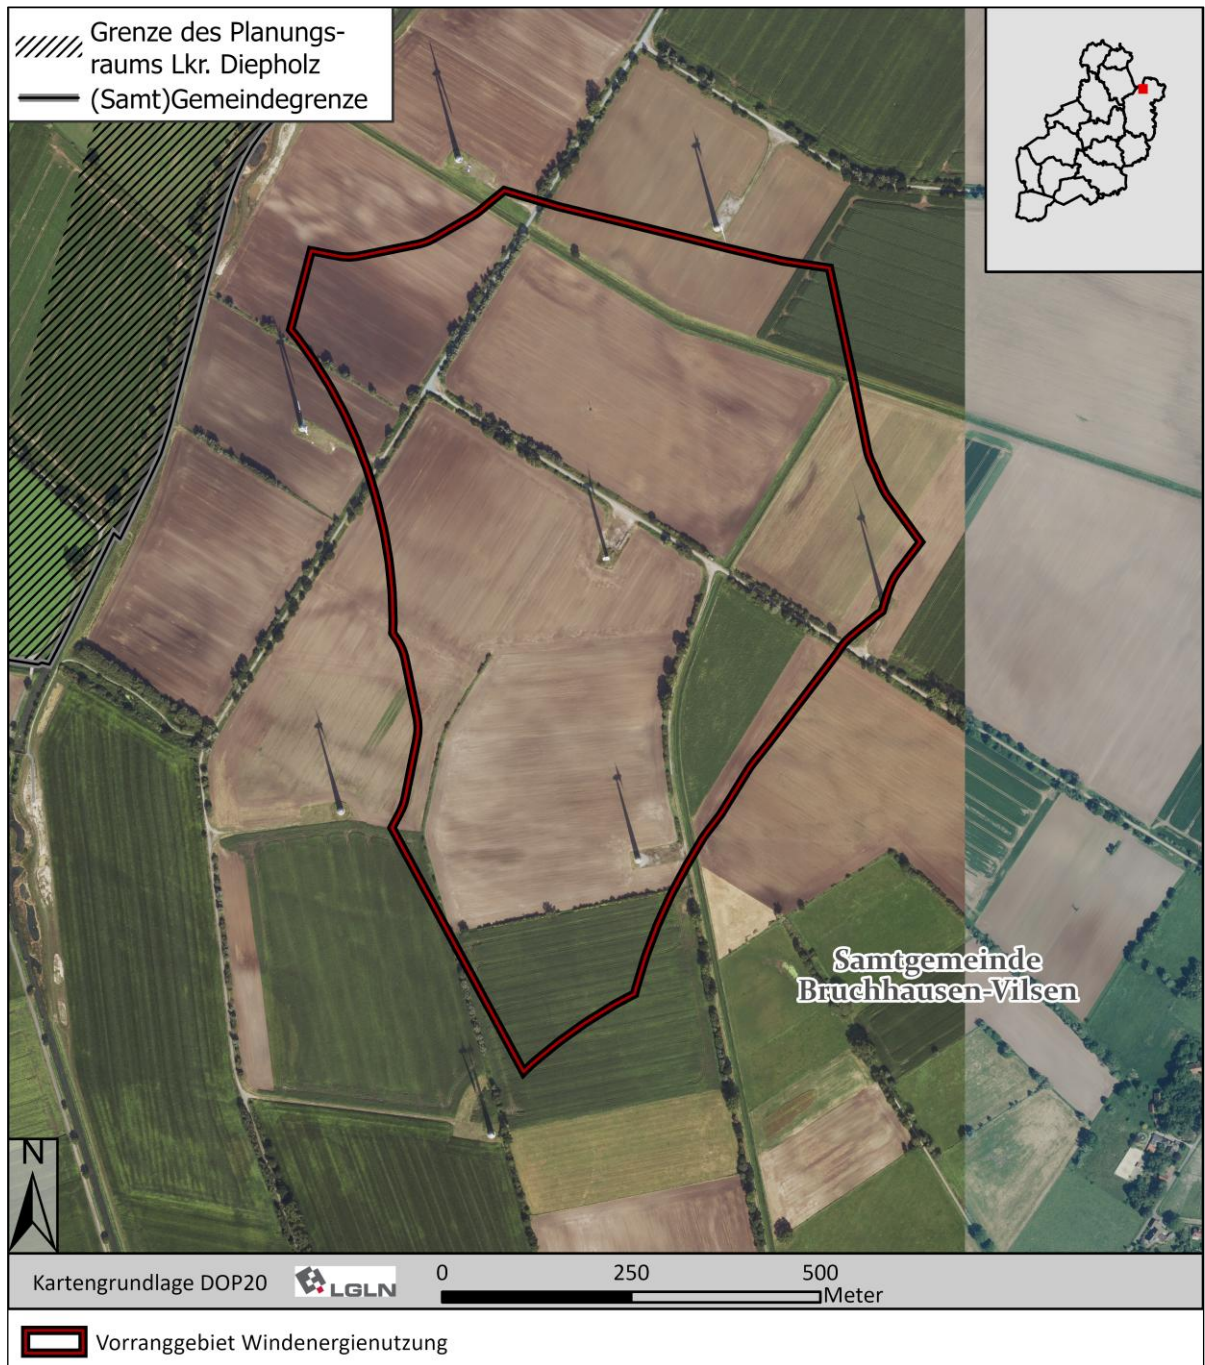 Grenze des Planungs-
raums Lkr. Diepholz
(Samt)Gemeindegrenze
Samtgemeinde
Bruchhausen-Vilsen
N
Kartengrundlage DOP20
LGLN
0 250 500
Meter
Vorranggebiet Windenergienutzung